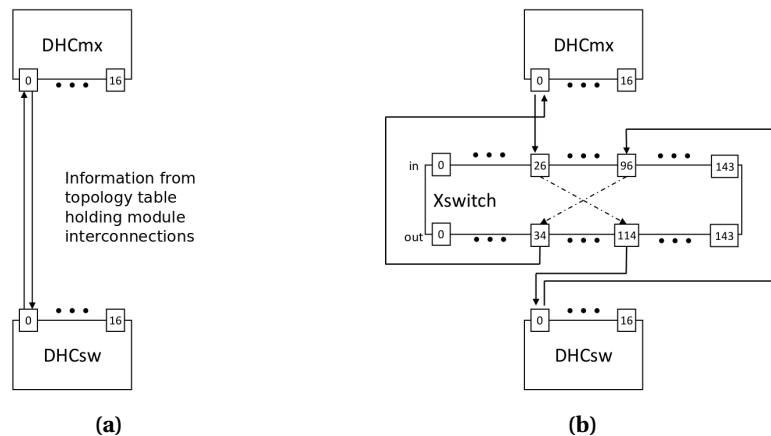 DHCmx
0 • • • 16
Information from
topology table
holding module
interconnections
• • •
0 16
DHCsw
(a)
DHCmx
0 • • • 16
in 0 • • • 26 • • • 96 • • • 143
Xswitch
out 0 • • • 34 • • • 114 • • • 143
• • •
0 16
DHCsw
(b)